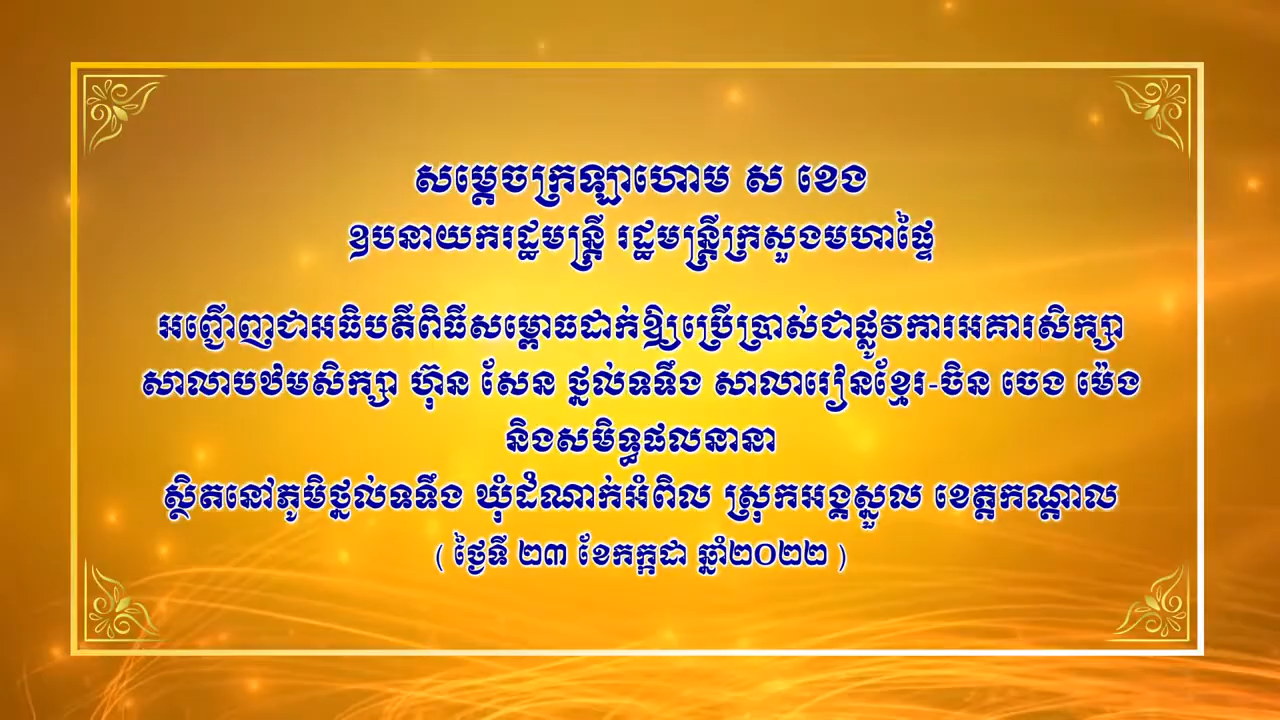 សម្តេចក្រឡាហោម ស ខេង
ឧបនាយករដ្ឋមន្ត្រី រដ្ឋមន្ត្រីក្រសួងមហាផ្ទៃ
អញ្ជើញជាអធិបតីពិធីសម្ពោធដាក់ឱ្យប្រើប្រាស់ជាផ្លូវការអគារសិក្សា
សាលាបឋមសិក្សា ហ៊ុន សែន ថ្នល់ទទឹង សាលារៀនខ្មែរ-ចិន ចេង ម៉េង
និងសមិទ្ធផលនានា
ស្ថិតនៅភូមិថ្នល់ទទឹង ឃុំដំណាក់អំពិល ស្រុកអង្គស្នួល ខេត្តកណ្តាល
( ថ្ងៃទី ២៣ ខែកក្កដា ឆ្នាំ២០២២ )